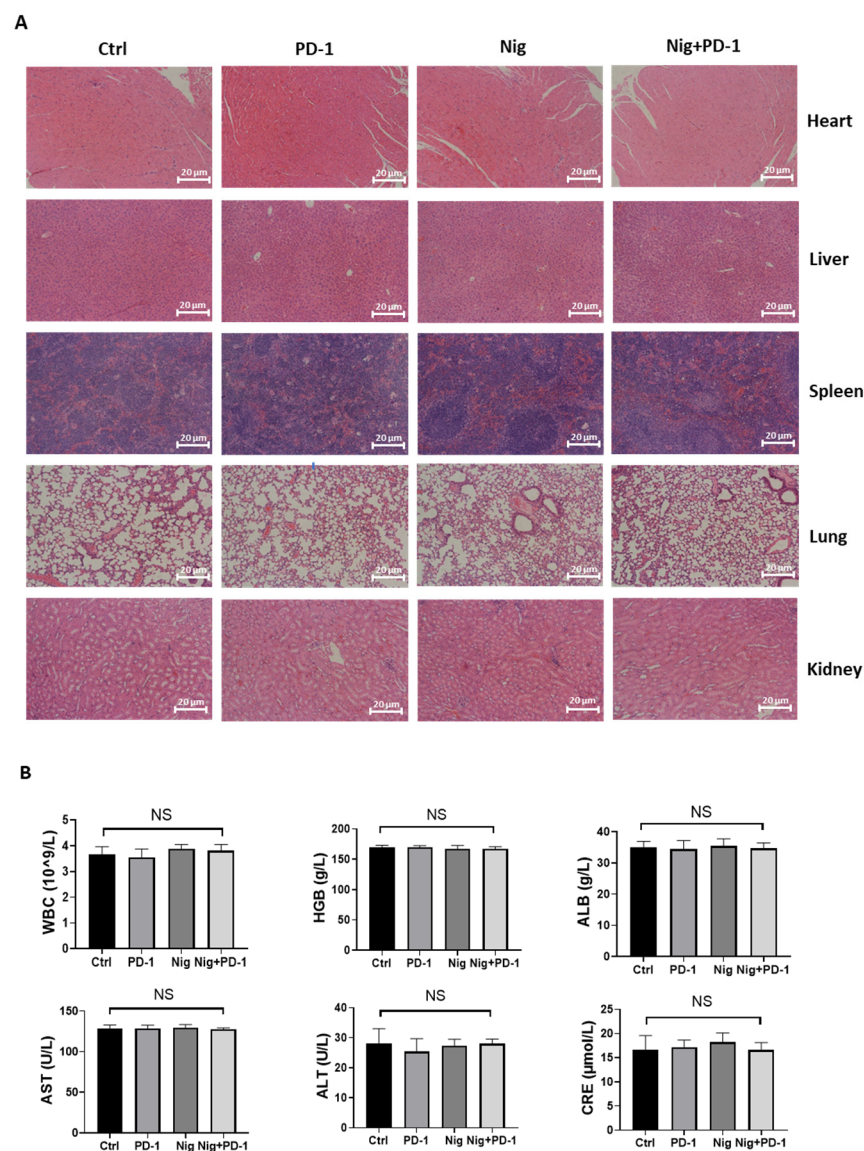 A
Ctrl PD-1 Nig Nig+PD-1
20 μm 20 μm 20 μm 20 μm Heart
20 μm 20 μm 20 μm 20 μm Liver
20 μm 20 μm 20 μm 20 μm Spleen
20 μm 20 μm 20 μm 20 μm Lung
20 μm 20 μm 20 μm 20 μm Kidney
B
NS
WBC (10^9/L)
5
4
3
2
1
0
Ctrl PD-1 Nig Nig+PD-1
NS
HGB (g/L)
200
150
100
50
0
Ctrl PD-1 Nig Nig+PD-1
NS
ALB (g/L)
40
30
20
10
0
Ctrl PD-1 Nig Nig+PD-1
NS
AST (U/L)
150
100
50
0
Ctrl PD-1 Nig Nig+PD-1
NS
ALT (U/L)
40
30
20
10
0
Ctrl PD-1 Nig Nig+PD-1
NS
CRE (μmol/L)
25
20
15
10
5
0
Ctrl PD-1 Nig Nig+PD-1